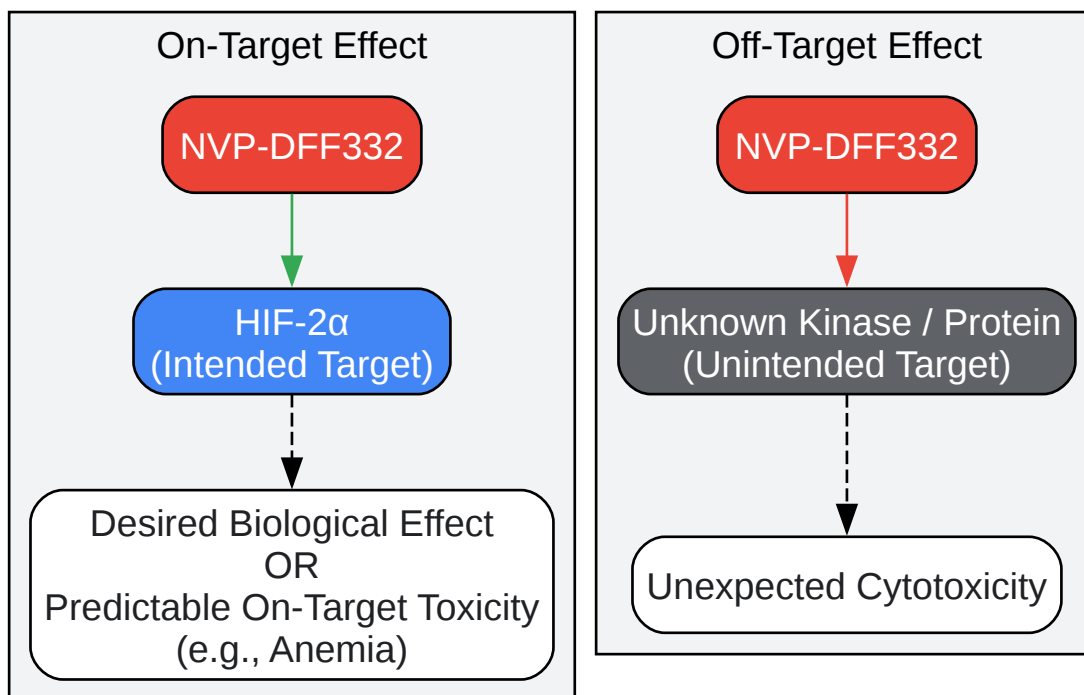 On-Target Effect
NVP-DFF332
HIF-2α
(Intended Target)
Desired Biological Effect
OR
Predictable On-Target Toxicity
(e.g., Anemia)
Off-Target Effect
NVP-DFF332
Unknown Kinase / Protein
(Unintended Target)
Unexpected Cytotoxicity